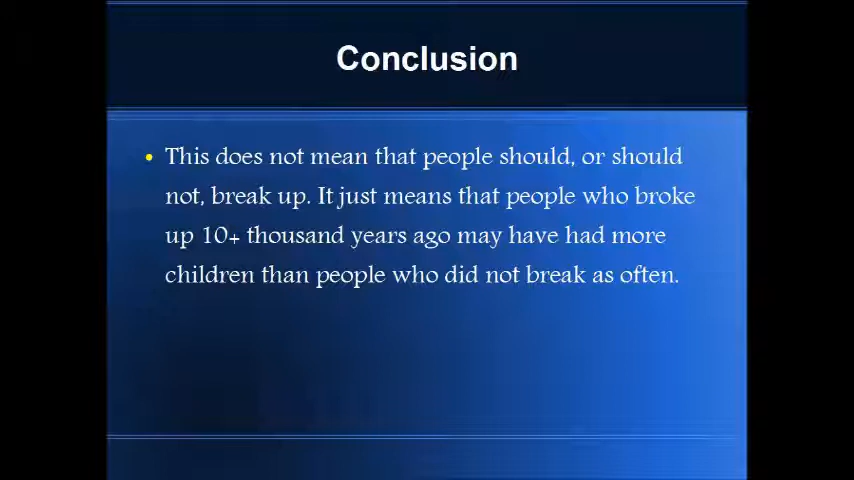 Conclusion
• This does not mean that people should, or should
not, break up. It just means that people who broke
up 10+ thousand years ago may have had more
children than people who did not break as often.